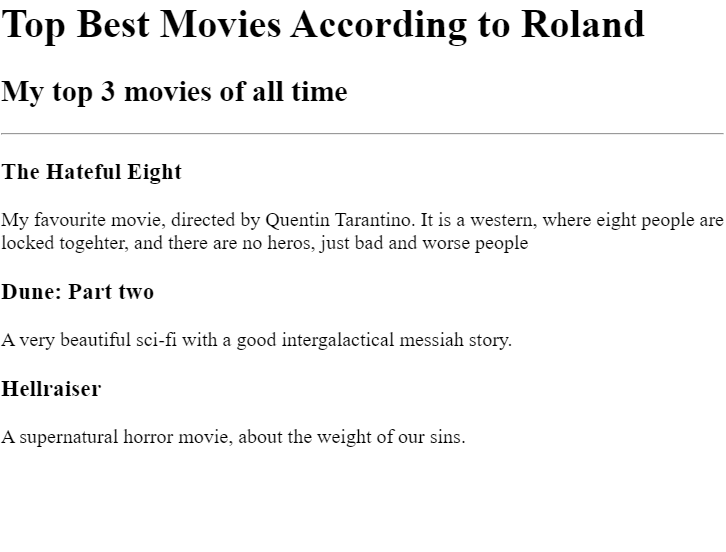 Top Best Movies According to Roland
My top 3 movies of all time
The Hateful Eight
My favourite movie, directed by Quentin Tarantino. It is a western, where eight people are
locked togehter, and there are no heros, just bad and worse people
Dune: Part two
A very beautiful sci-fi with a good intergalactical messiah story.
Hellraiser
A supernatural horror movie, about the weight of our sins.